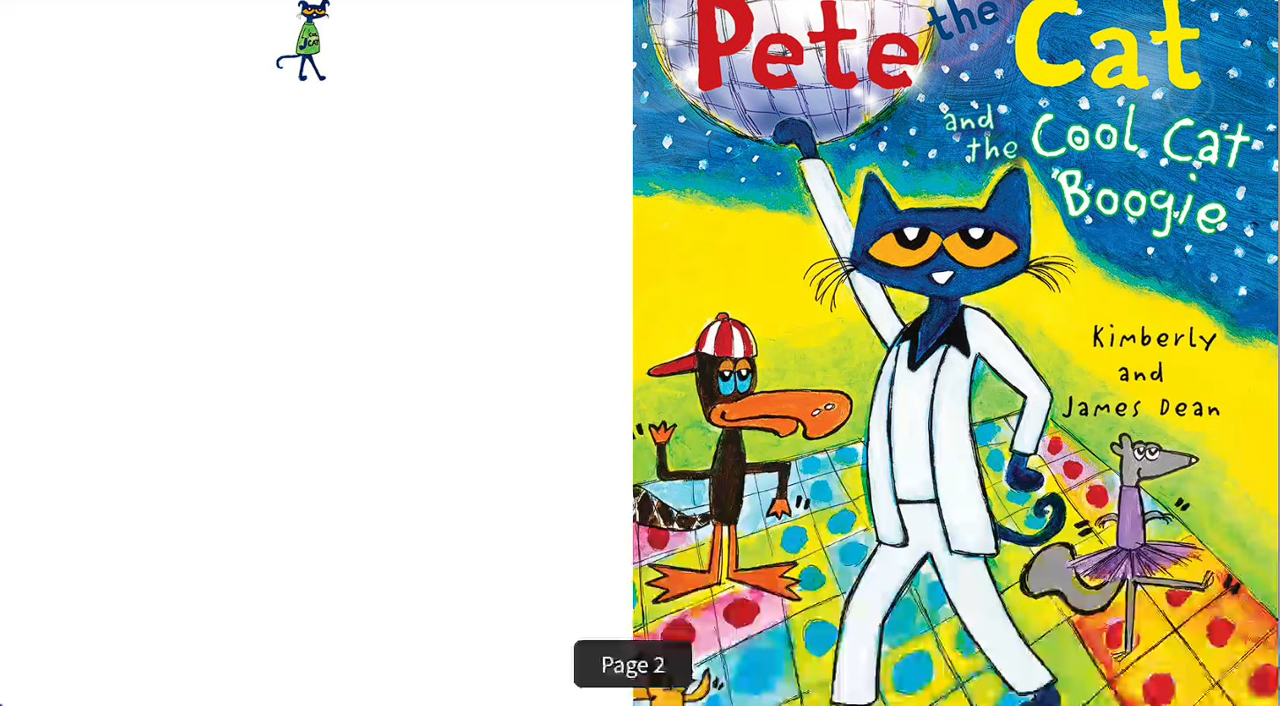 Pete the Cat
and
the Cool Cat
Boogie
Kimberly
and
James Dean
Page 2